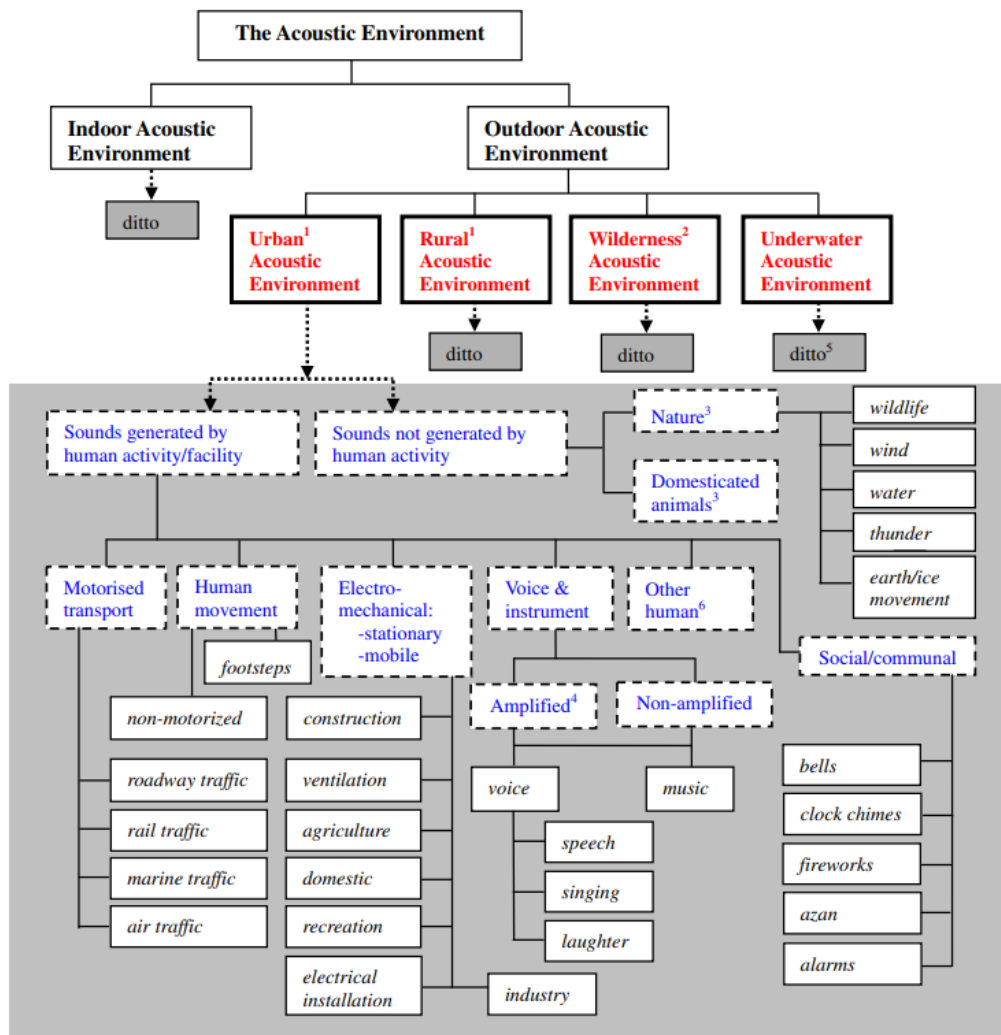 The Acoustic Environment
Indoor Acoustic
Environment
Outdoor Acoustic
Environment
ditto
Urban¹
Acoustic
Environment
Rural¹
Acoustic
Environment
Wilderness²
Acoustic
Environment
Underwater
Acoustic
Environment
ditto
ditto
ditto⁵
Sounds generated by
human activity/facility
Sounds not generated by
human activity
Nature³
Domesticated
animals³
wildlife
wind
water
thunder
earth/ice
movement
Motorised
transport
Human
movement
Electro-
mechanical:
-stationary
-mobile
Voice &
instrument
Other
human⁶
Social/communal
footsteps
non-motorized
roadway traffic
rail traffic
marine traffic
air traffic
construction
ventilation
agriculture
domestic
recreation
electrical
installation
industry
Amplified⁴
Non-amplified
voice
music
speech
singing
laughter
bells
clock chimes
fireworks
azan
alarms